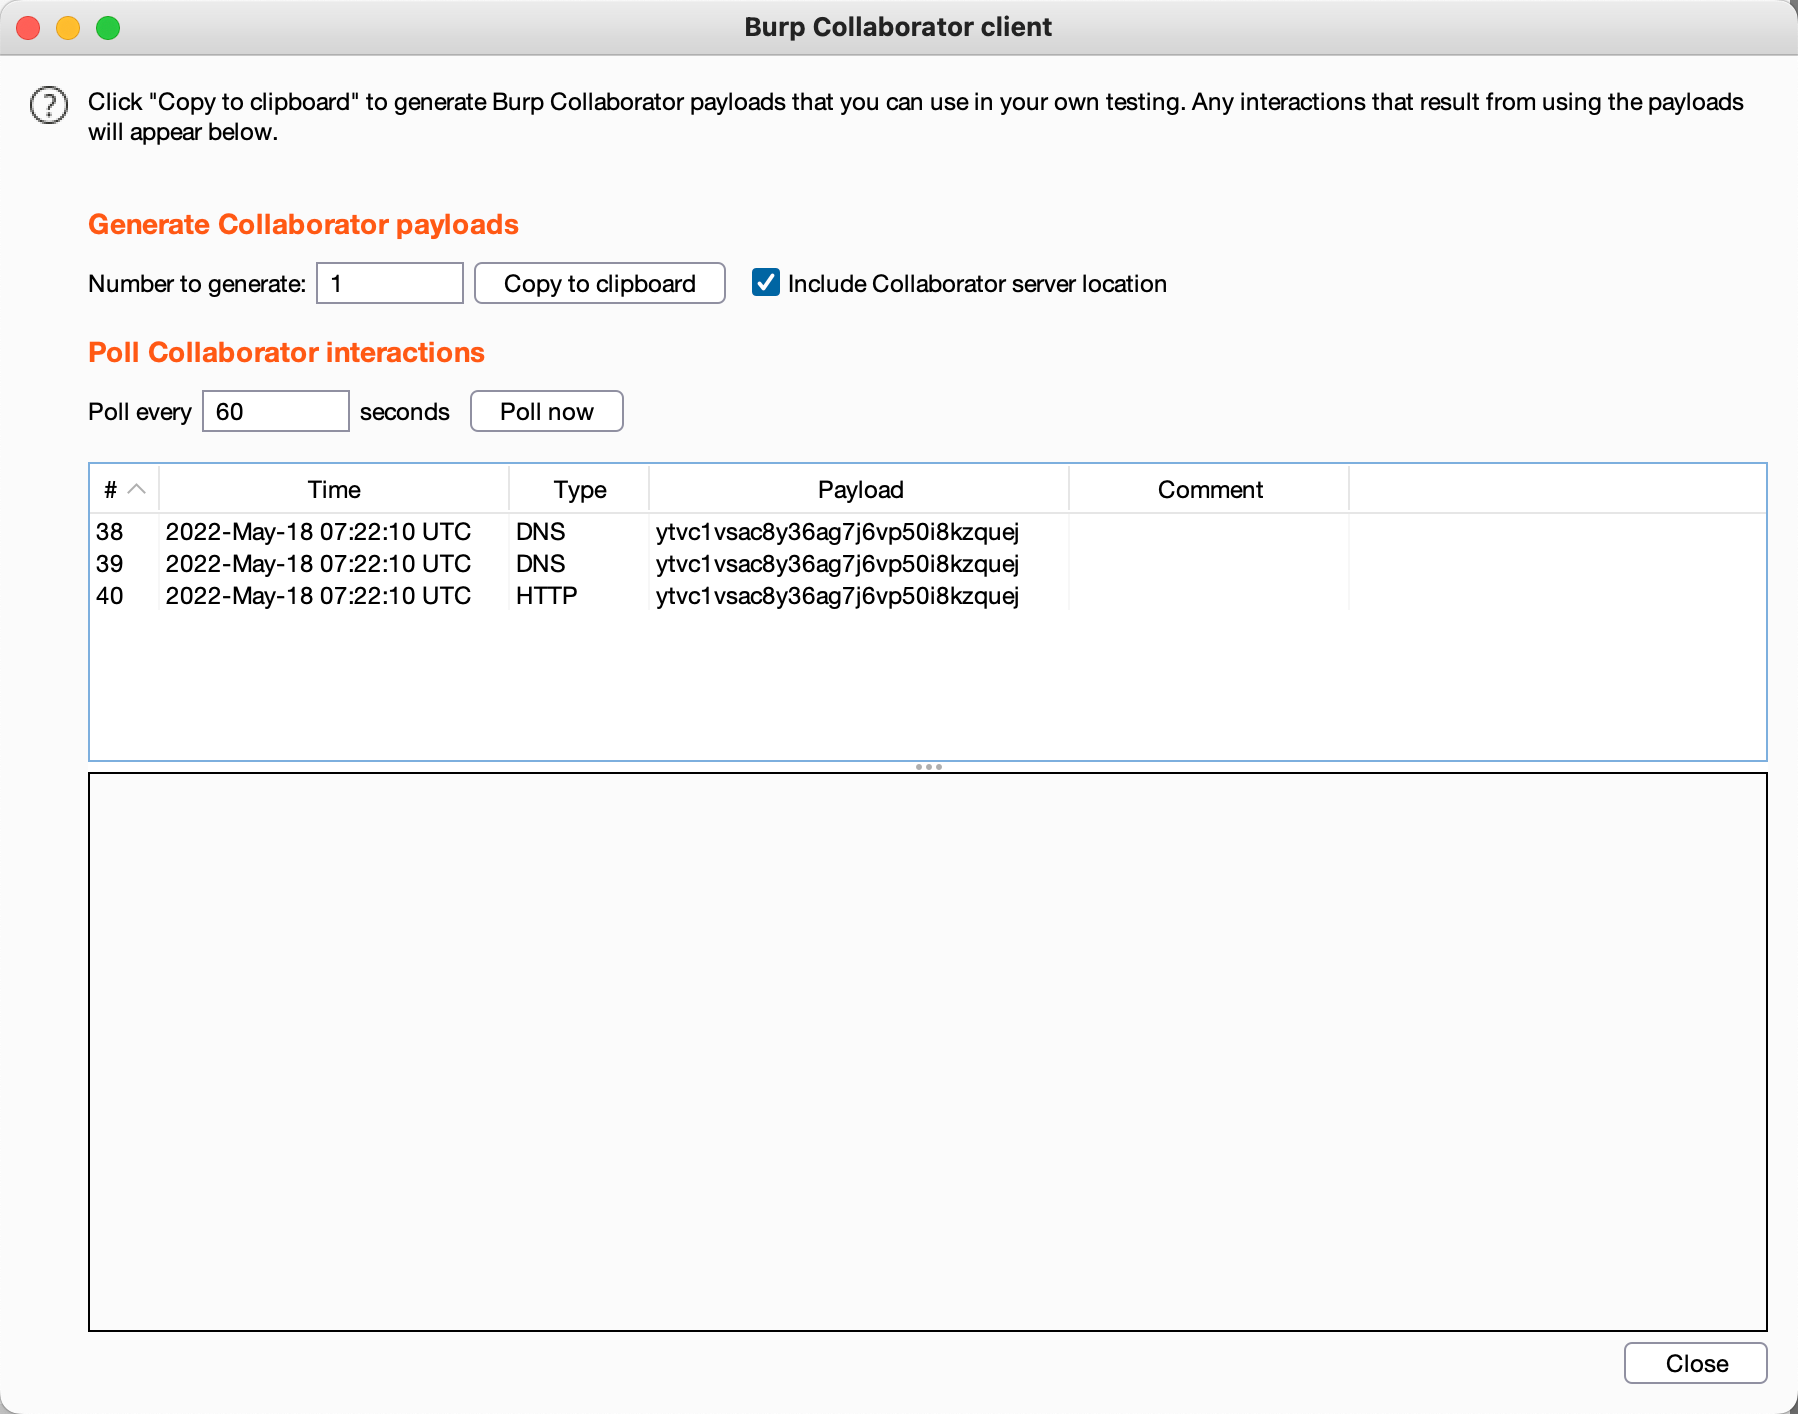 Burp Collaborator client
Click "Copy to clipboard" to generate Burp Collaborator payloads that you can use in your own testing. Any interactions that result from using the payloads
will appear below.
Generate Collaborator payloads
Number to generate: 1 Copy to clipboard Include Collaborator server location
Poll Collaborator interactions
Poll every 60 seconds Poll now
# Time Type Payload Comment
38 2022-May-18 07:22:10 UTC DNS ytvc1vsac8y36ag7j6vp50i8kzquej
39 2022-May-18 07:22:10 UTC DNS ytvc1vsac8y36ag7j6vp50i8kzquej
40 2022-May-18 07:22:10 UTC HTTP ytvc1vsac8y36ag7j6vp50i8kzquej
Close